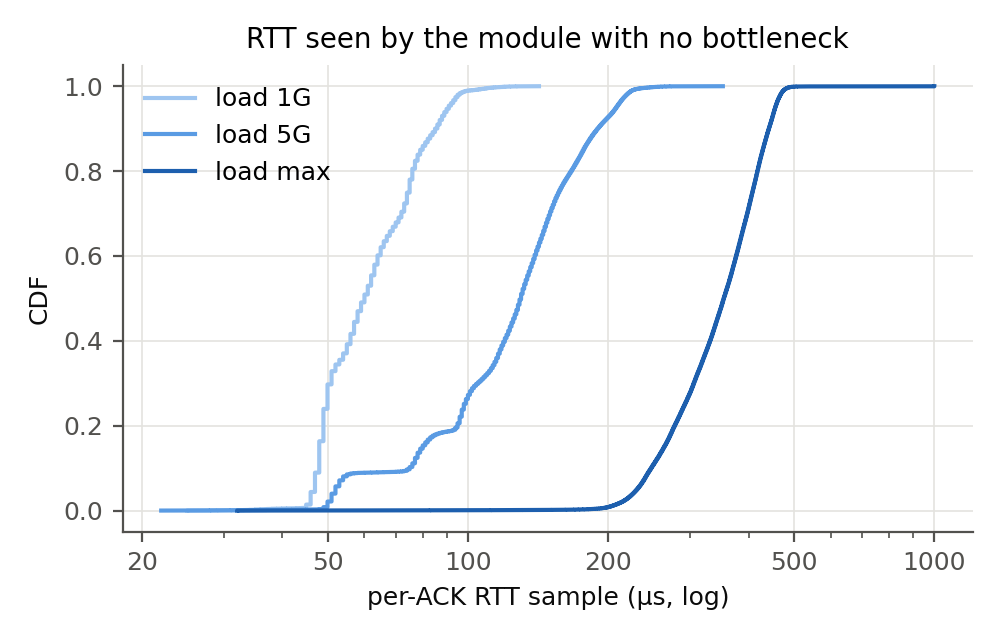 RTT seen by the module with no bottleneck
1.0
0.8
0.6
0.4
0.2
0.0
CDF
load 1G
load 5G
load max
20
50
100
200
500
1000
per-ACK RTT sample (µs, log)